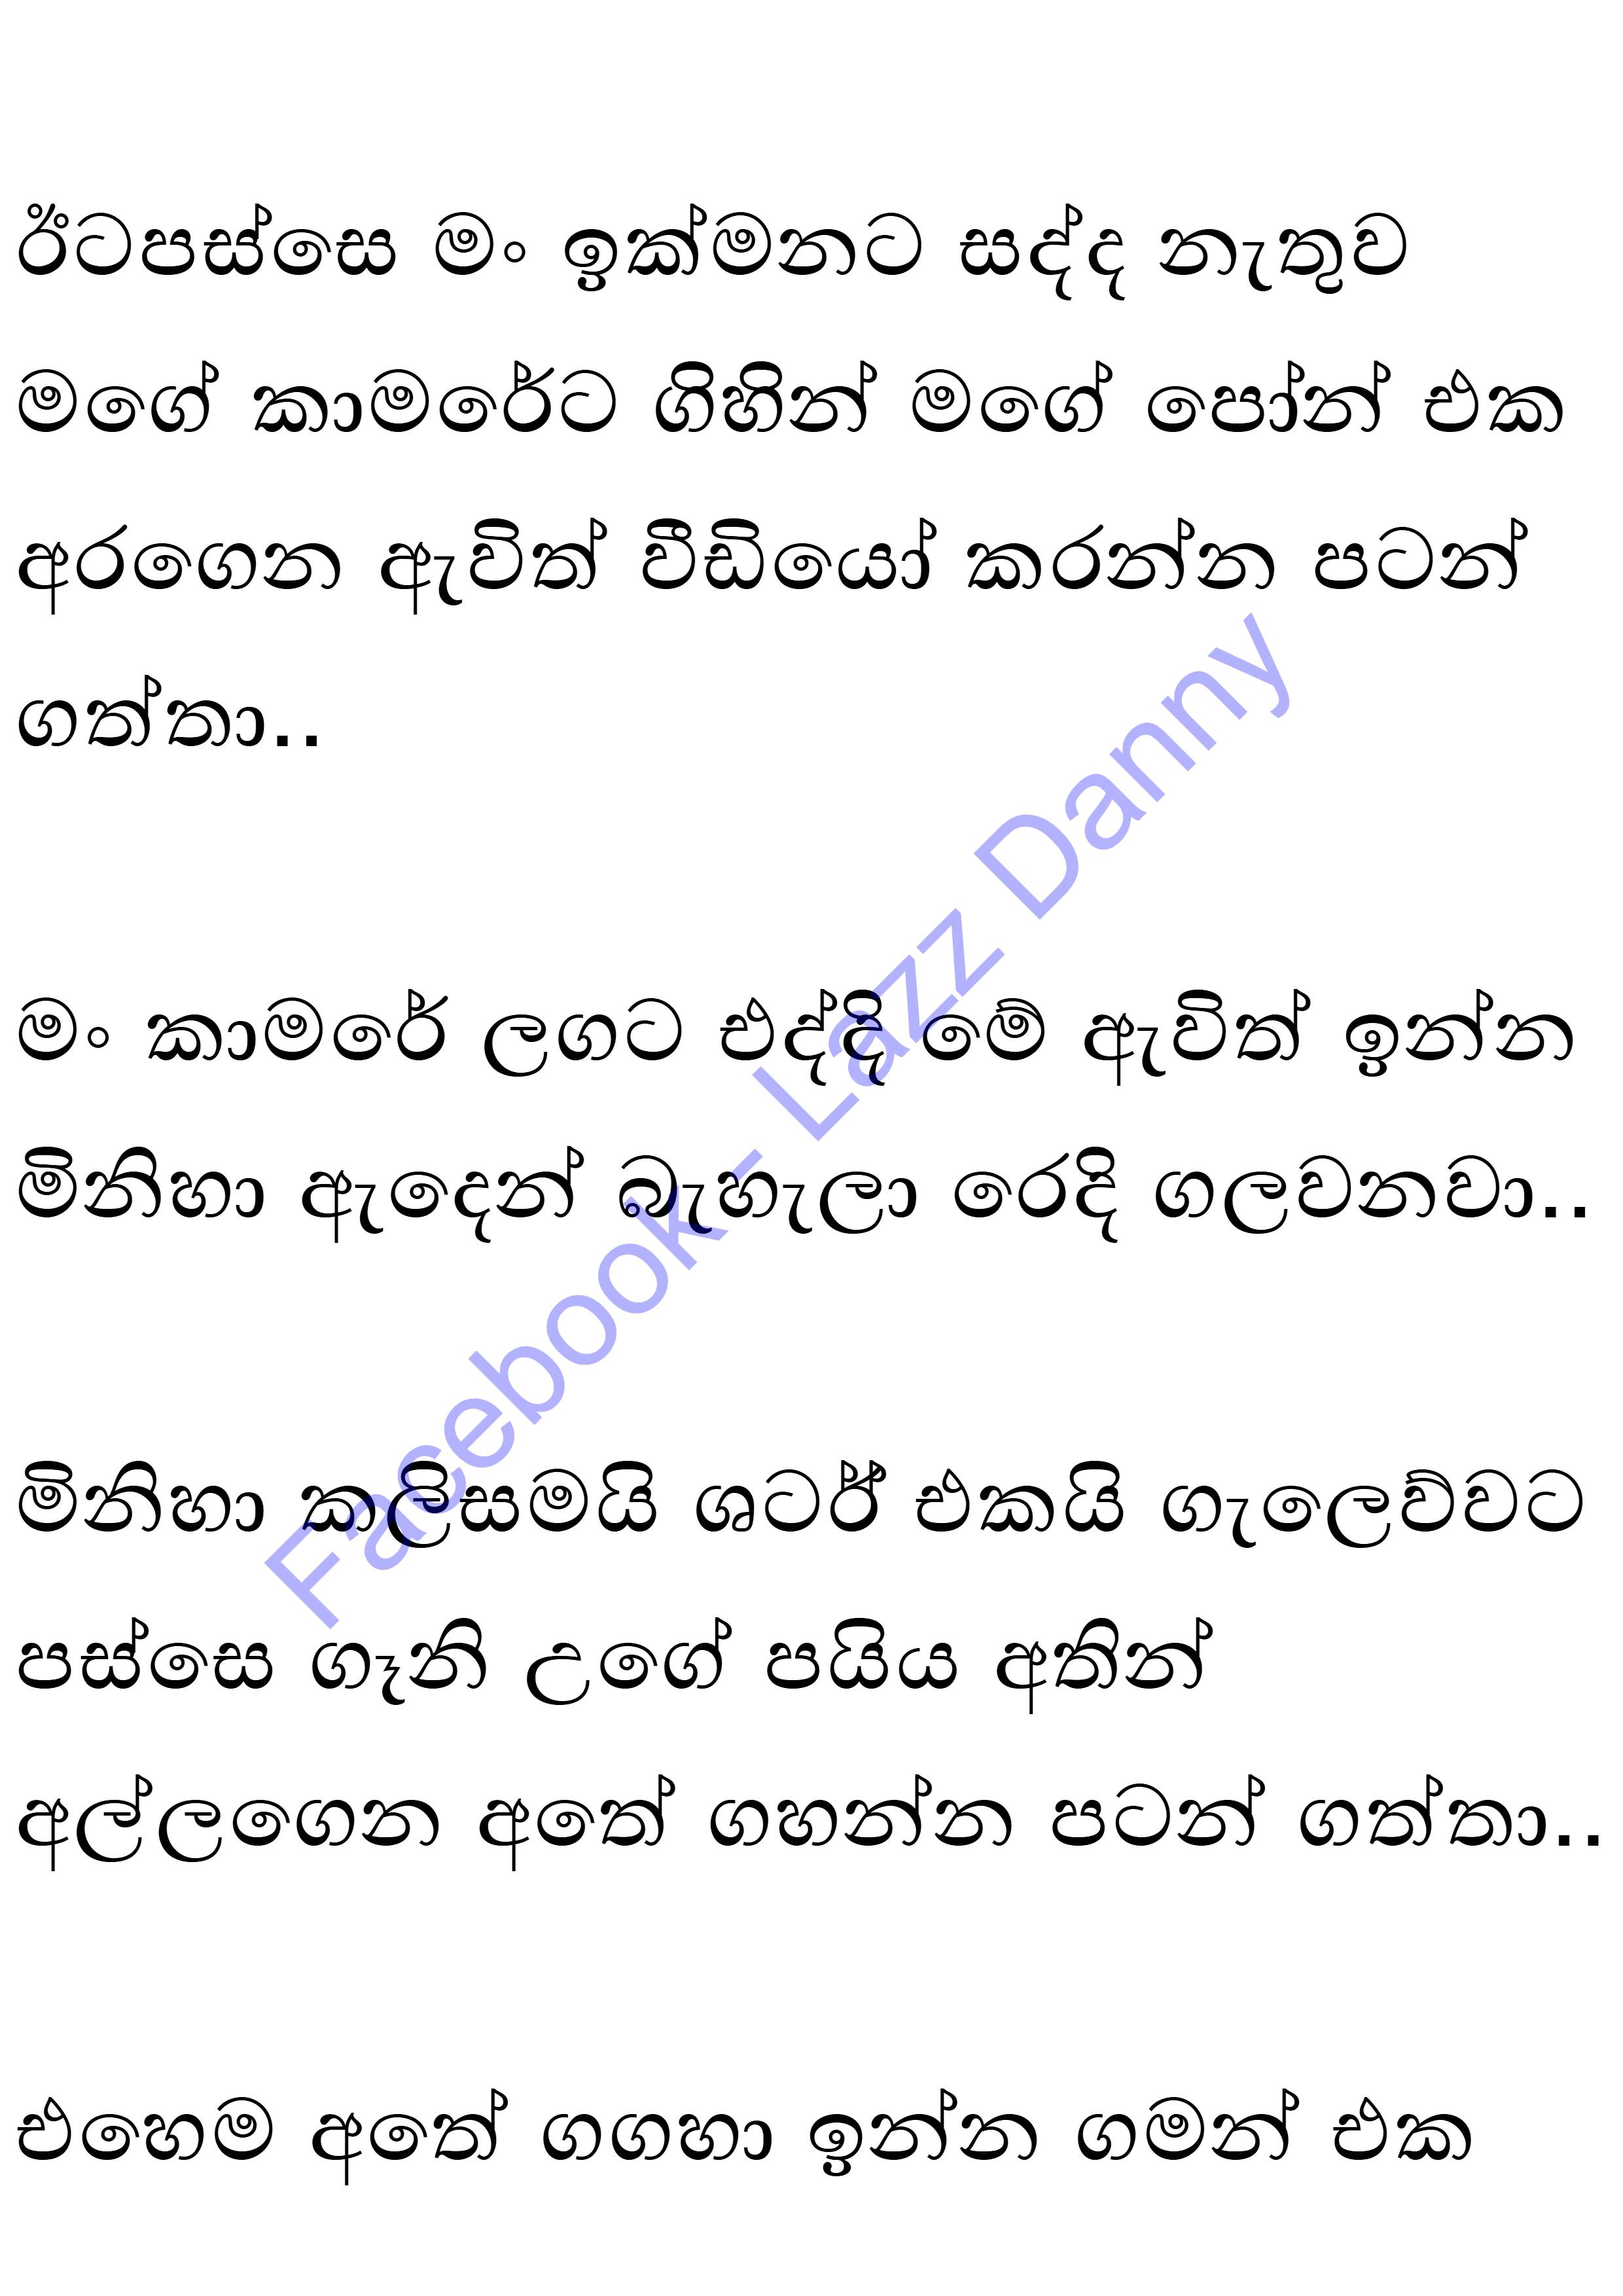 ඊටපස්සෙ මං ඉක්මනට සද්ද නැතුව
මගේ කාමරේට ගිහින් මගේ පෝන් එක
අරගෙන ඇවිත් වීඩියෝ කරන්න පටන්
ගත්තා..
මං කාමරේ ලගට එද්දි මේ ඇවිත් ඉන්න
මිනිහා ඇදෙන් බැහැලා රෙදි ගලවනවා..
මිනිහා කලිසමයි ශටර් එකයි ගැලෙව්වට
පස්සෙ ගෑනි උගේ පයිය අතින්
අල්ලගෙන අතේ ගහන්න පටන් ගත්තා..
එහෙම අතේ ගගහා ඉන්න ගමන් එක
Facebook- Lazz Danny